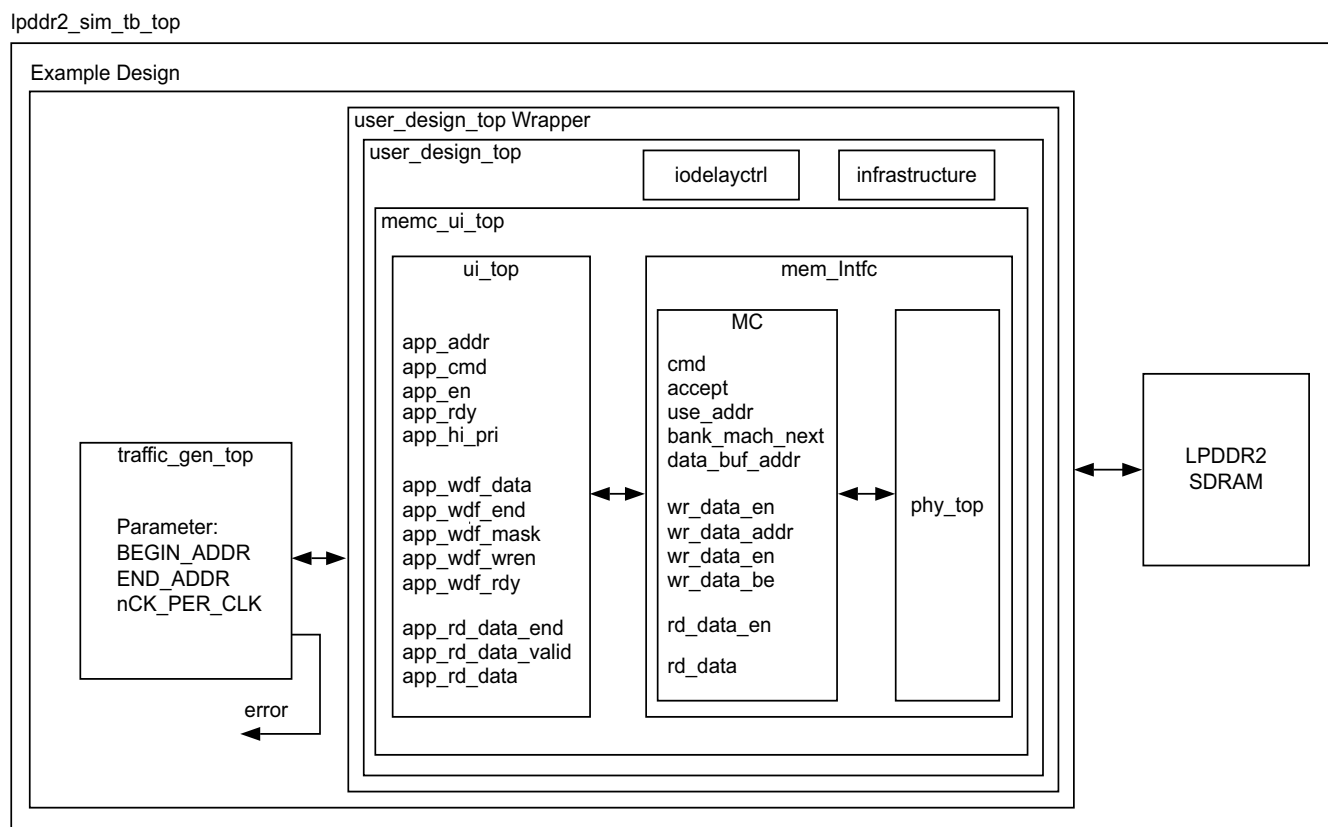 lpddr2_sim_tb_top
Example Design
user_design_top Wrapper
user_design_top
iodelayctrl
infrastructure
memc_ui_top
ui_top
app_addr
app_cmd
app_en
app_rdy
app_hi_pri
app_wdf_data
app_wdf_end
app_wdf_mask
app_wdf_wren
app_wdf_rdy
app_rd_data_end
app_rd_data_valid
app_rd_data
mem_Intfc
MC
cmd
accept
use_addr
bank_mach_next
data_buf_addr
wr_data_en
wr_data_addr
wr_data_en
wr_data_be
rd_data_en
rd_data
phy_top
traffic_gen_top
Parameter:
BEGIN_ADDR
END_ADDR
nCK_PER_CLK
error
LPDDR2
SDRAM